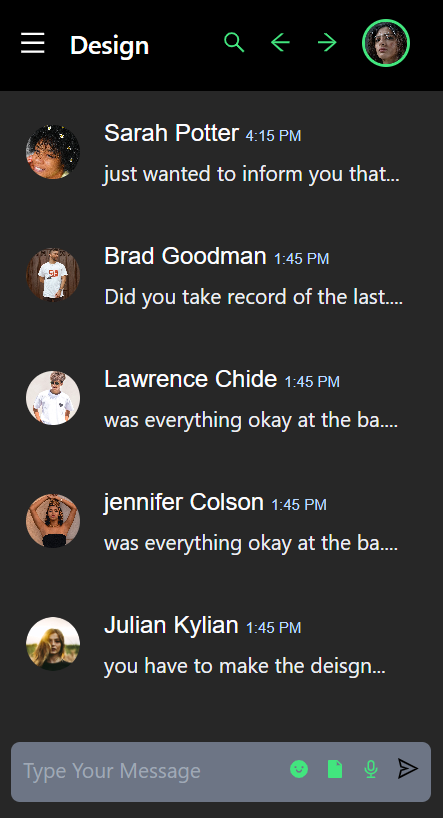 Design
Sarah Potter 4:15 PM
just wanted to inform you that...
Brad Goodman 1:45 PM
Did you take record of the last....
Lawrence Chide 1:45 PM
was everything okay at the ba....
jennifer Colson 1:45 PM
was everything okay at the ba....
Julian Kylian 1:45 PM
you have to make the deisgn...
Type Your Message